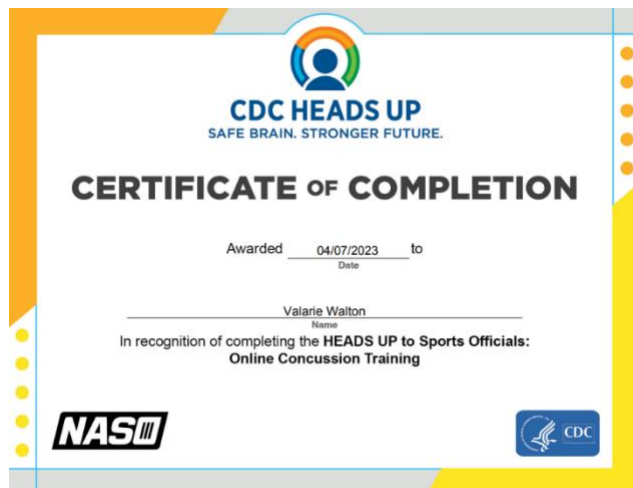 CDC HEADS UP
SAFE BRAIN. STRONGER FUTURE.
CERTIFICATE OF COMPLETION
Awarded 04/07/2023 to
Date
Valarie Walton
Name
In recognition of completing the HEADS UP to Sports Officials:
Online Concussion Training
NASO
CDC